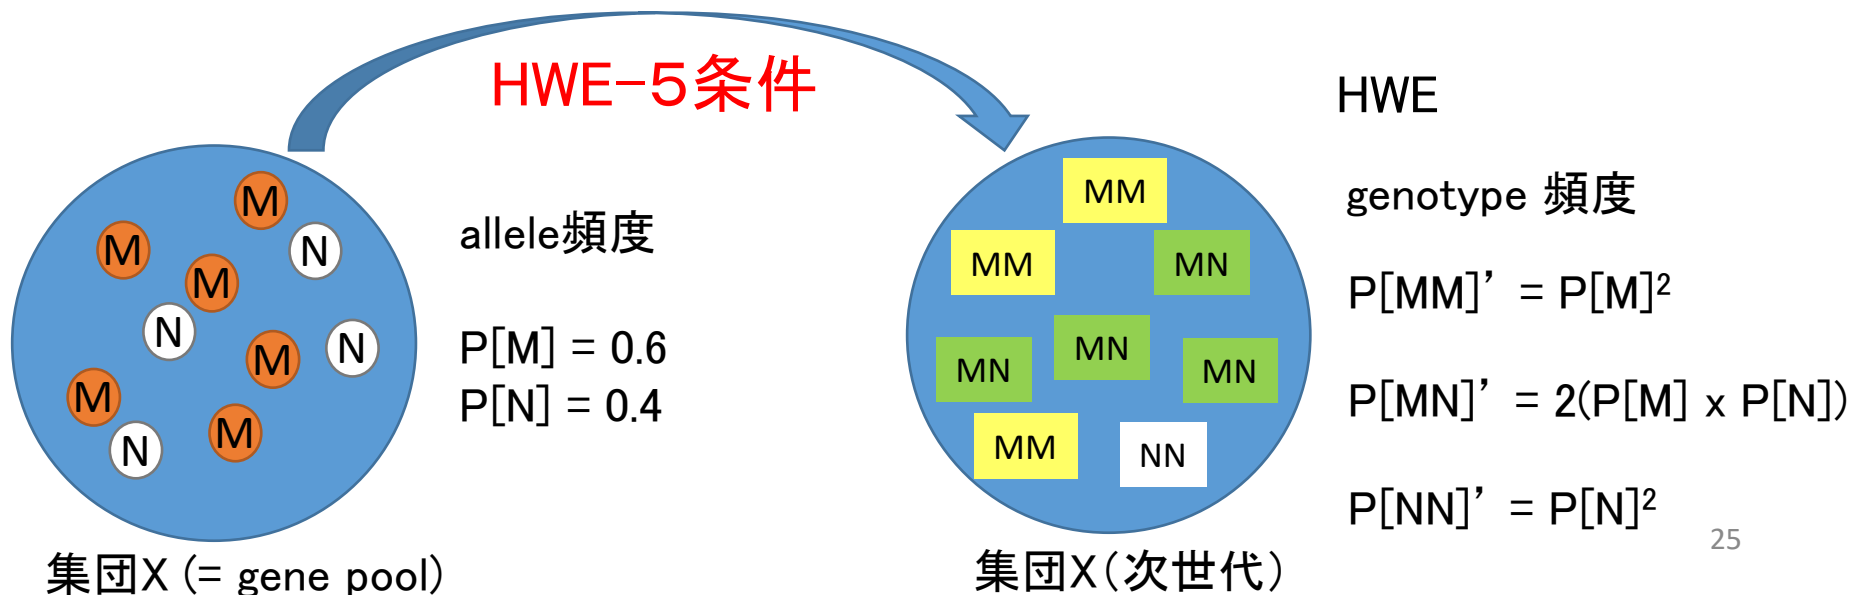 HWE-5条件
M
M
N
M
N
M
N
M
M
N
集団X (= gene pool)
allele頻度
P[M] = 0.6
P[N] = 0.4
MM
MM
MN
MN
MN
MN
MM
NN
集団X(次世代)
HWE
genotype 頻度
P[MM]’ = P[M]²
P[MN]’ = 2(P[M] x P[N])
P[NN]’ = P[N]²
25